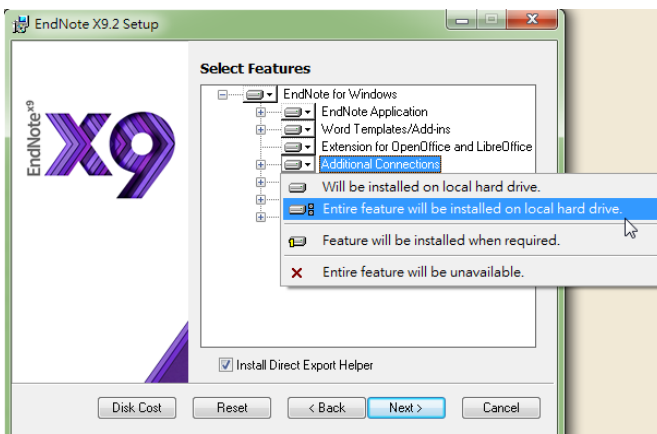 EndNote X9.2 Setup
EndNote X9
X9
Select Features
EndNote for Windows
EndNote Application
Word Templates/Add-ins
Extension for OpenOffice and LibreOffice
Additional Connections
Will be installed on local hard drive.
Entire feature will be installed on local hard drive.
Feature will be installed when required.
Entire feature will be unavailable.
Install Direct Export Helper
Disk Cost
Reset
< Back
Next >
Cancel